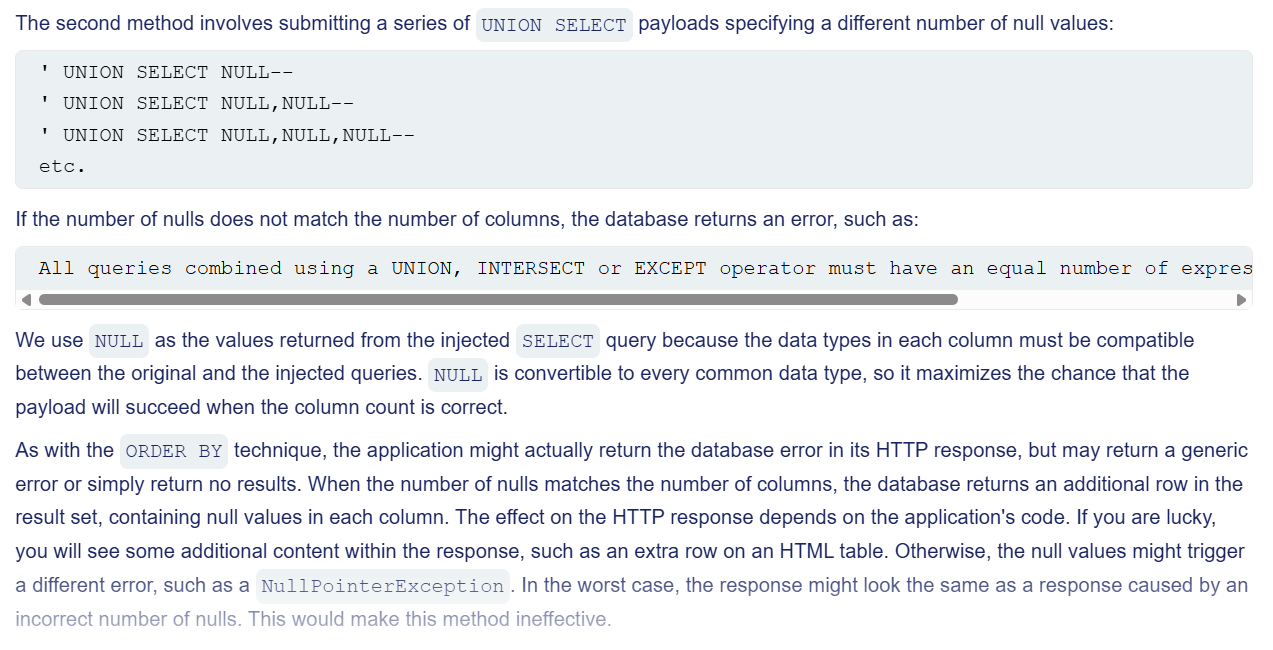 The second method involves submitting a series of UNION SELECT payloads specifying a different number of null values:
' UNION SELECT NULL--
' UNION SELECT NULL,NULL--
' UNION SELECT NULL,NULL,NULL--
etc.
If the number of nulls does not match the number of columns, the database returns an error, such as:
All queries combined using a UNION, INTERSECT or EXCEPT operator must have an equal number of expres
We use NULL as the values returned from the injected SELECT query because the data types in each column must be compatible
between the original and the injected queries. NULL is convertible to every common data type, so it maximizes the chance that the
payload will succeed when the column count is correct.
As with the ORDER BY technique, the application might actually return the database error in its HTTP response, but may return a generic
error or simply return no results. When the number of nulls matches the number of columns, the database returns an additional row in the
result set, containing null values in each column. The effect on the HTTP response depends on the application's code. If you are lucky,
you will see some additional content within the response, such as an extra row on an HTML table. Otherwise, the null values might trigger
a different error, such as a NullPointerException. In the worst case, the response might look the same as a response caused by an
incorrect number of nulls. This would make this method ineffective.